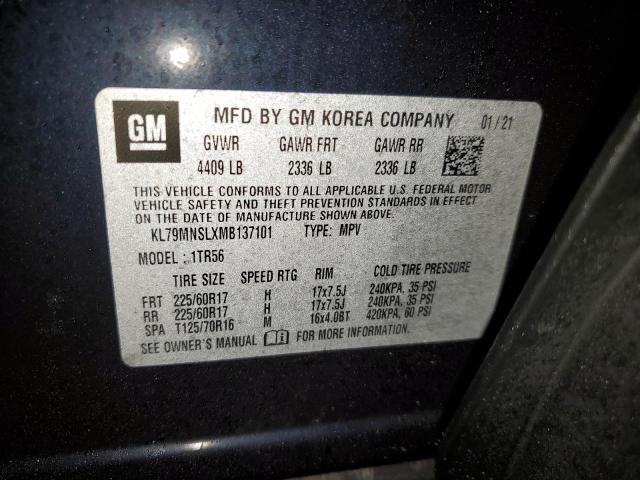 GM MFD BY GM KOREA COMPANY 01/21
GVWR GAWR FRT GAWR RR
4409 LB 2336 LB 2336 LB
THIS VEHICLE CONFORMS TO ALL APPLICABLE U.S. FEDERAL MOTOR
VEHICLE SAFETY AND THEFT PREVENTION STANDARDS IN EFFECT ON
THE DATE OF MANUFACTURE SHOWN ABOVE.
KL79MNSLXMB137101 TYPE: MPV
MODEL: 1TR56
TIRE SIZE SPEED RTG RIM COLD TIRE PRESSURE
FRT 225/60R17 H 17x7.5J 240KPA, 35 PSI
RR 225/60R17 H 17x7.5J 240KPA, 35 PSI
SPA T125/70R16 M 16x4.0BT 420KPA, 60 PSI
SEE OWNER'S MANUAL FOR MORE INFORMATION.